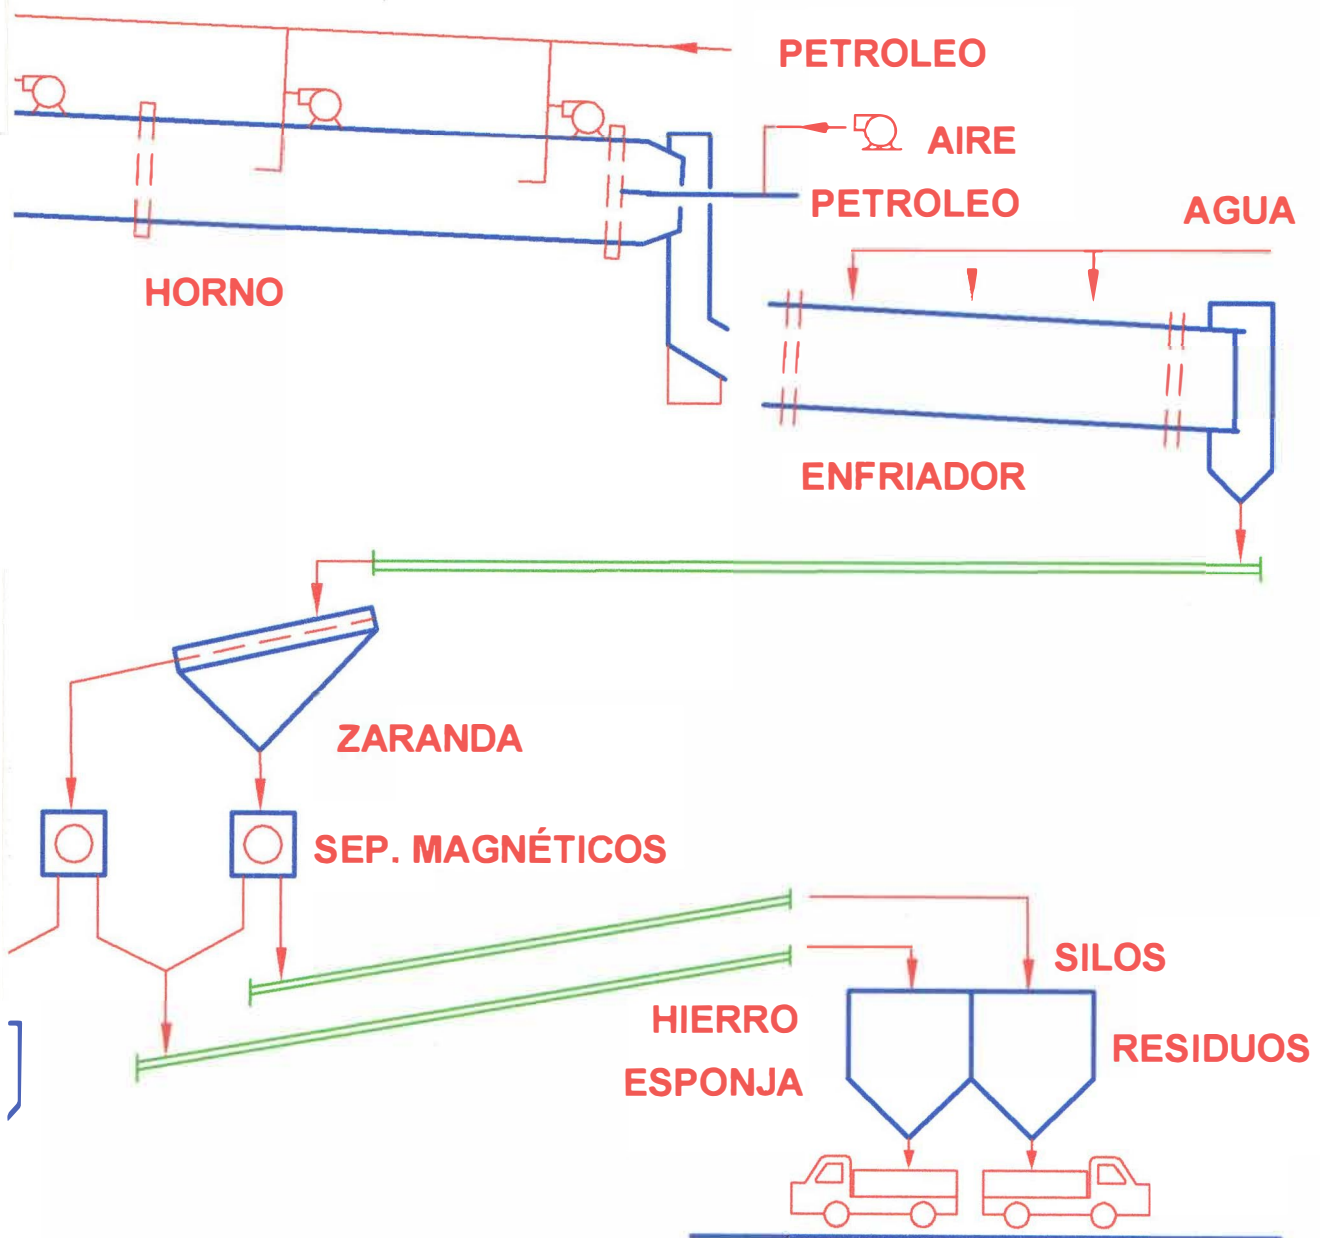 PETROLEO
AIRE
PETROLEO
AGUA
HORNO
ENFRIADOR
ZARANDA
SEP. MAGNÉTICOS
SILOS
HIERRO
ESPONJA
RESIDUOS